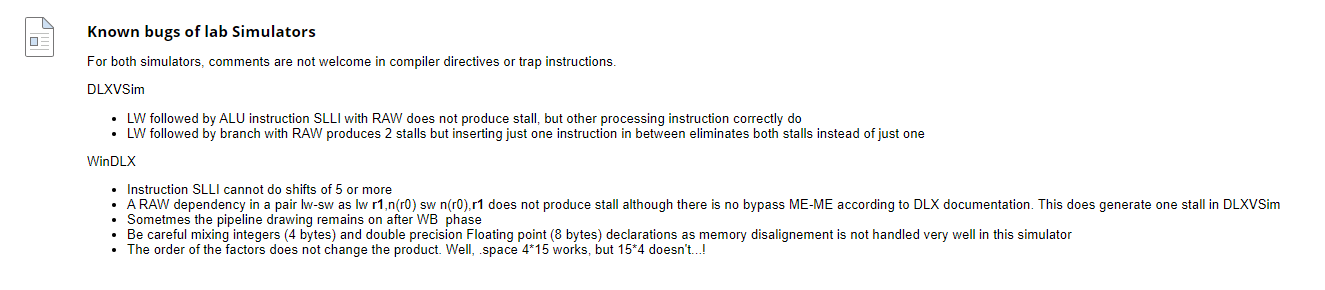 Known bugs of lab Simulators
For both simulators, comments are not welcome in compiler directives or trap instructions.
DLXVSim
• LW followed by ALU instruction SLLI with RAW does not produce stall, but other processing instruction correctly do
• LW followed by branch with RAW produces 2 stalls but inserting just one instruction in between eliminates both stalls instead of just one
WinDLX
• Instruction SLLI cannot do shifts of 5 or more
• A RAW dependency in a pair lw-sw as lw r1,n(r0) sw n(r0),r1 does not produce stall although there is no bypass ME-ME according to DLX documentation. This does generate one stall in DLXVSim
• Sometmes the pipeline drawing remains on after WB  phase
• Be careful mixing integers (4 bytes) and double precision Floating point (8 bytes) declarations as memory disalignement is not handled very well in this simulator
• The order of the factors does not change the product. Well, .space 4*15 works, but 15*4 doesn't...!